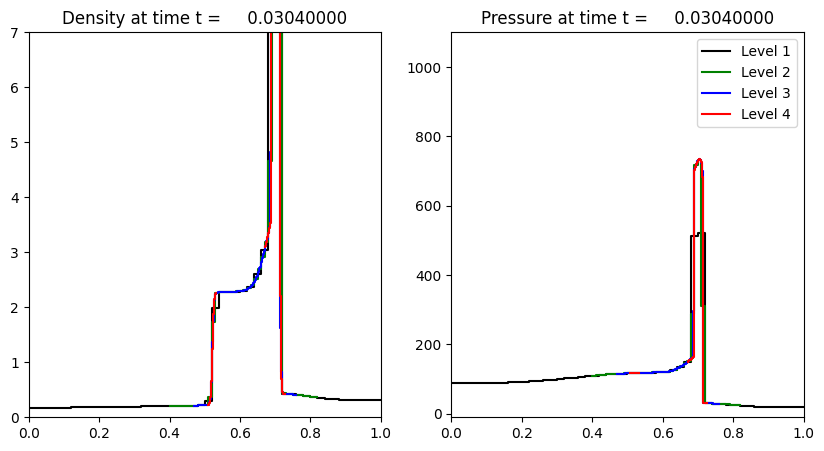 Density at time t = 0.03040000
7
6
5
4
3
2
1
0
0.0 0.2 0.4 0.6 0.8 1.0
Pressure at time t = 0.03040000
1000
800
600
400
200
0
0.0 0.2 0.4 0.6 0.8 1.0
Level 1
Level 2
Level 3
Level 4